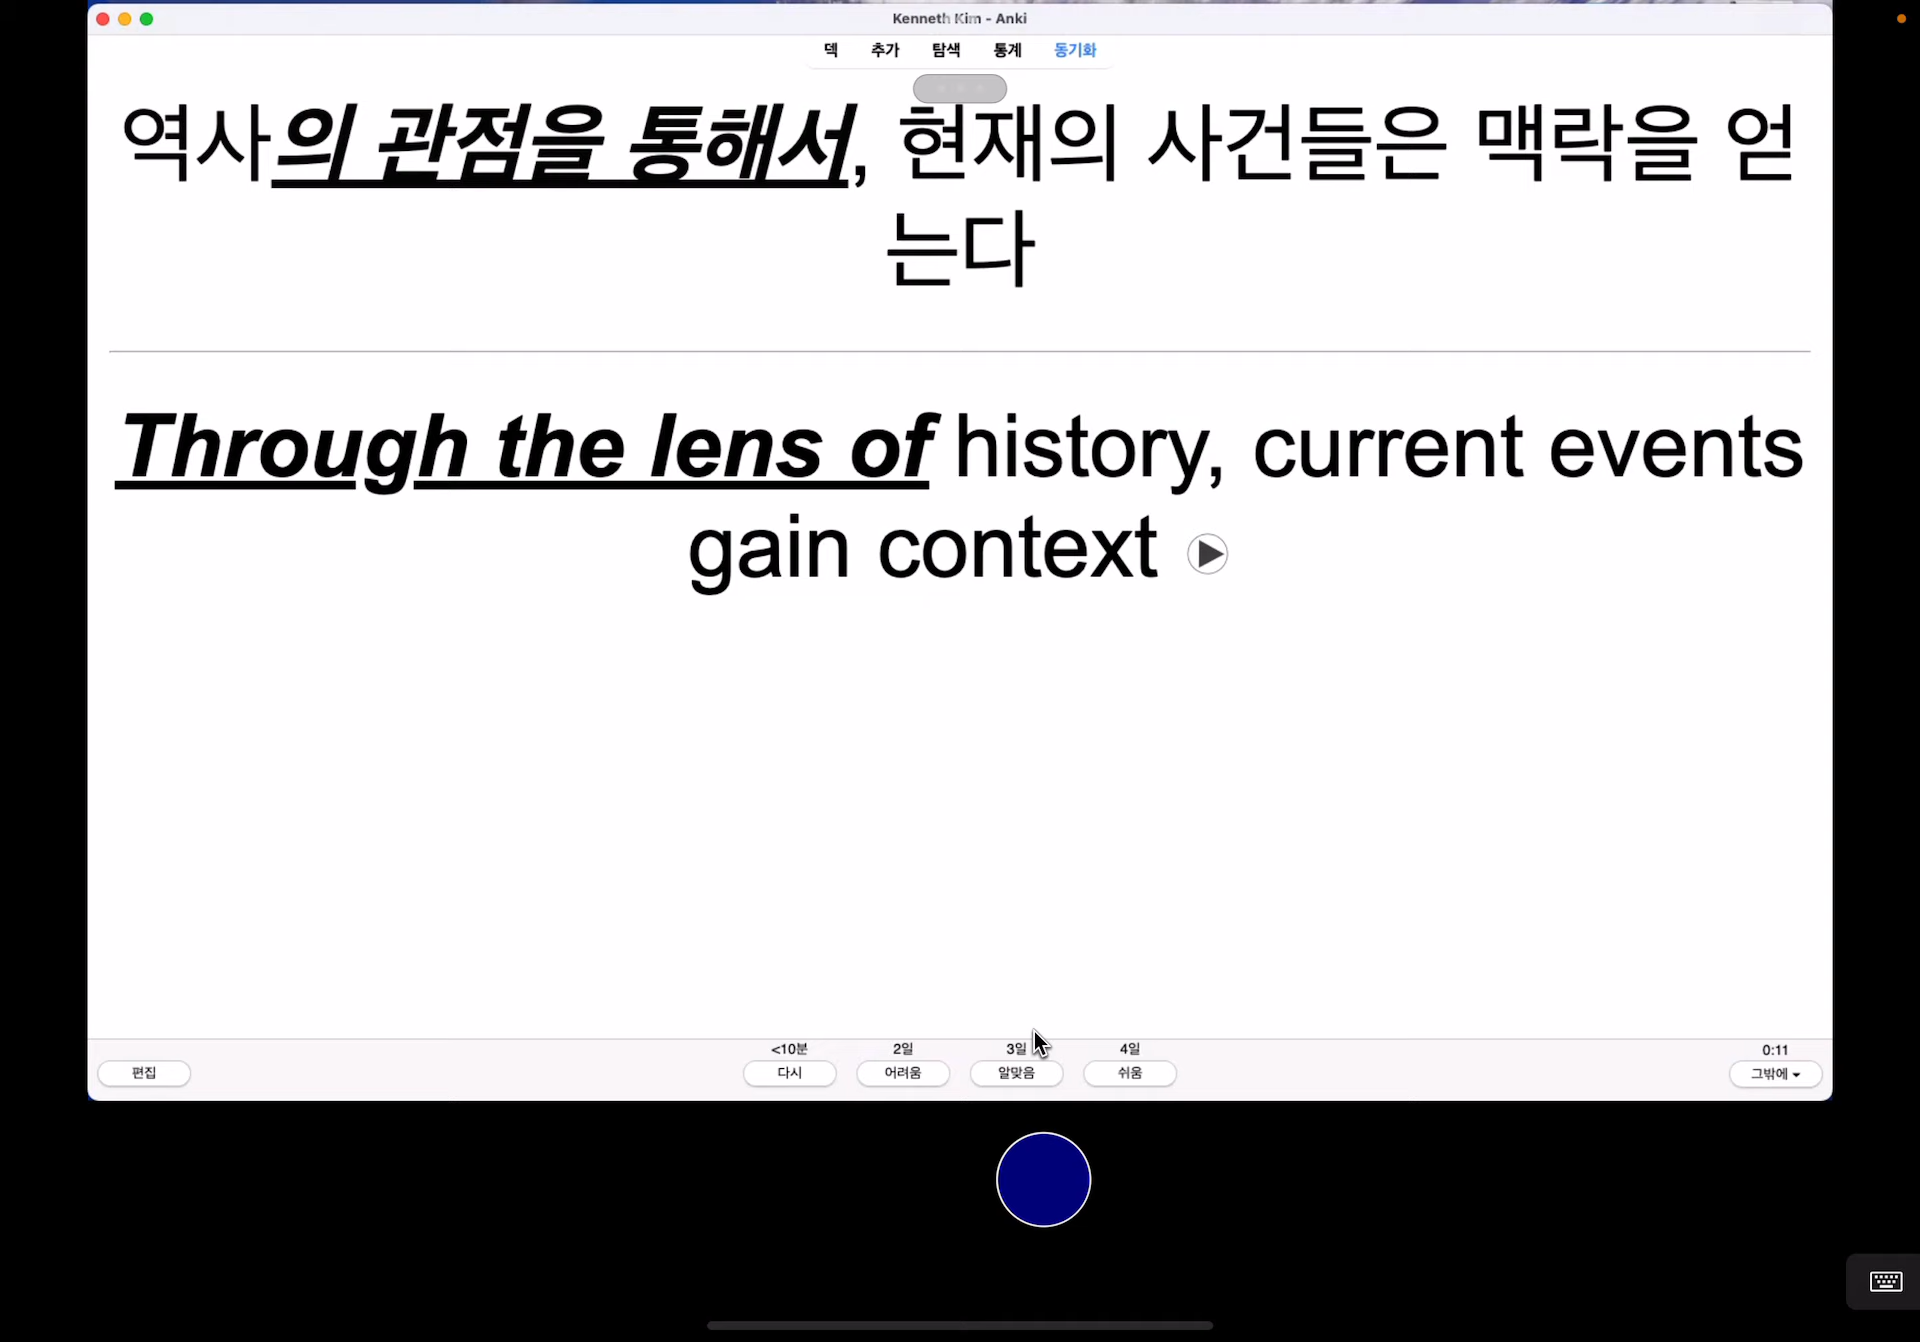 Kenneth Kim - Anki
덱 추가 탐색 통계 동기화
역사의 관점을 통해서, 현재의 사건들은 맥락을 얻
는다
Through the lens of history, current events
gain context
<10분 2일 3일 4일 0:11
편집 다시 어려움 알맞음 쉬움 그밖에